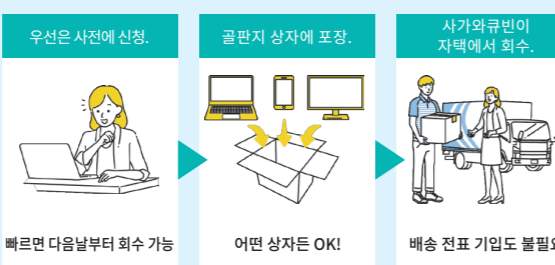 우선은 사전에 신청.
빠르면 다음날부터 회수 가능
골판지 상자에 포장.
어떤 상자든 OK!
사가와큐빈이
자택에서 회수.
배송 전표 기입도